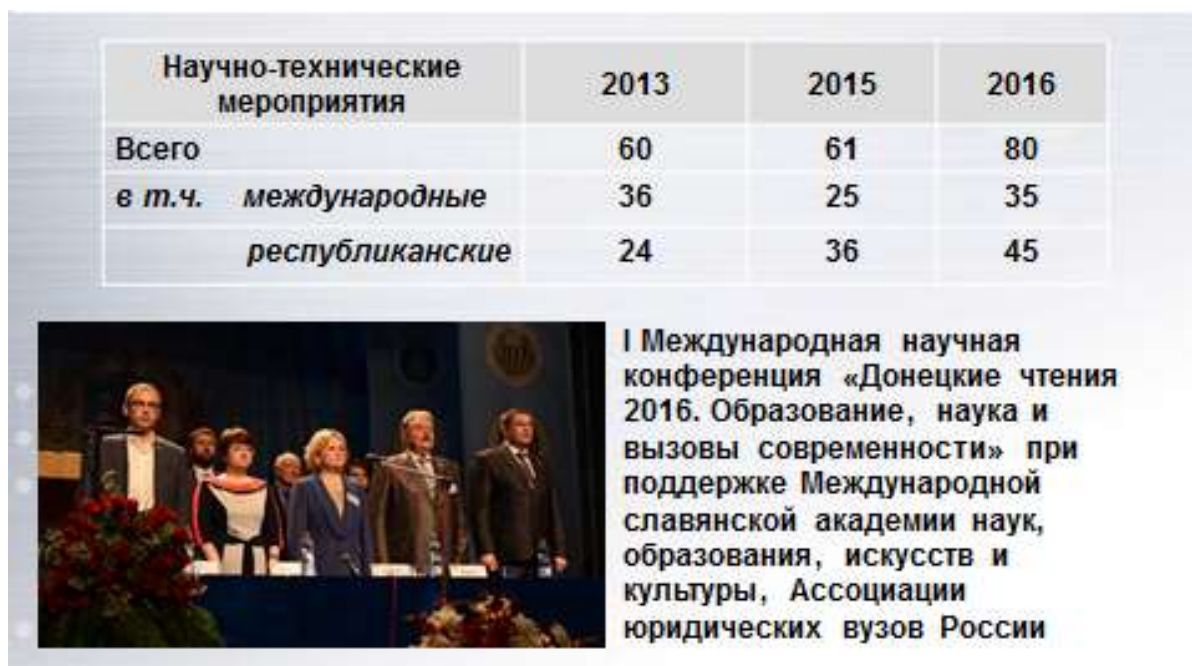 Научно-технические мероприятия 2013 2015 2016
Всего 60 61 80
в т.ч. международные 36 25 35
республиканские 24 36 45
I Международная научная
конференция «Донецкие чтения
2016. Образование, наука и
вызовы современности» при
поддержке Международной
славянской академии наук,
образования, искусств и
культуры, Ассоциации
юридических вузов России